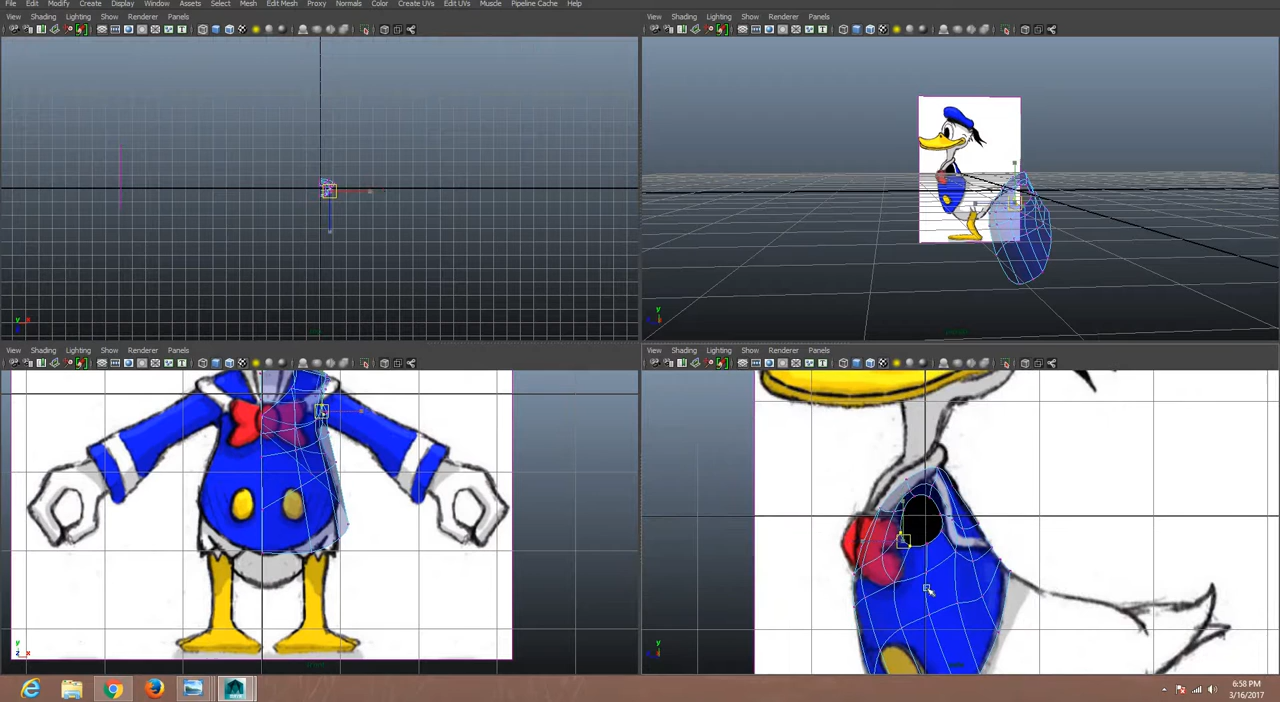 File Edit Modify Create Display Window Assets Select Mesh Edit Mesh Proxy Normals Color Create UVs Edit UVs Muscle Pipeline Cache Help
View Shading Lighting Show Renderer Panels
View Shading Lighting Show Renderer Panels
View Shading Lighting Show Renderer Panels
View Shading Lighting Show Renderer Panels
6:58 PM
3/16/2017